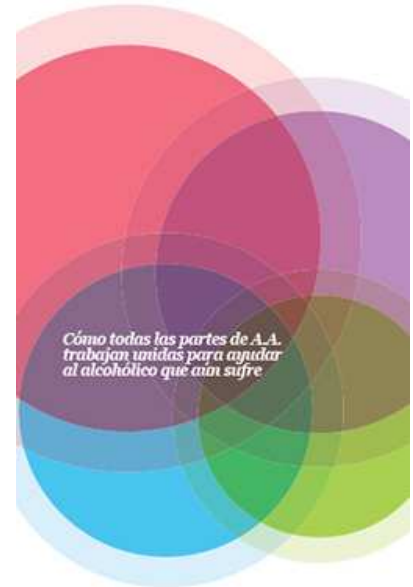 Cómo todas las partes de A.A.
trabajan unidas para ayudar
al alcohólico que aún sufre